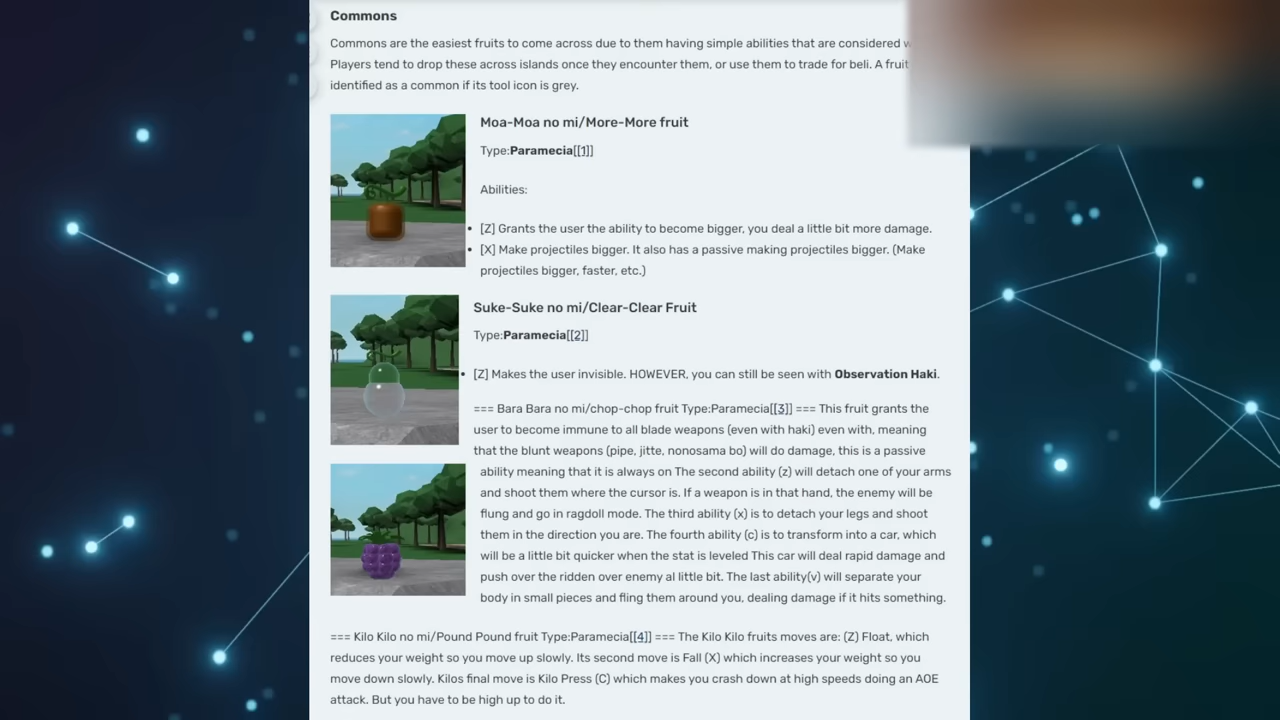 Commons
Commons are the easiest fruits to come across due to them having simple abilities that are considered
Players tend to drop these across islands once they encounter them, or use them to trade for beli. A fruit
identified as a common if its tool icon is grey.
Moa-Moa no mi/More-More fruit
Type:Paramecia[[1]]
Abilities:
• [Z] Grants the user the ability to become bigger, you deal a little bit more damage.
• [X] Make projectiles bigger. It also has a passive making projectiles bigger. (Make
projectiles bigger, faster, etc.)
Suke-Suke no mi/Clear-Clear Fruit
Type:Paramecia[[2]]
• [Z] Makes the user invisible. HOWEVER, you can still be seen with Observation Haki.
=== Bara Bara no mi/chop-chop fruit Type:Paramecia[[3]] === This fruit grants the
user to become immune to all blade weapons (even with haki) even with, meaning
that the blunt weapons (pipe, jitte, nonosama bo) will do damage, this is a passive
ability meaning that it is always on The second ability (z) will detach one of your arms
and shoot them where the cursor is. If a weapon is in that hand, the enemy will be
flung and go in ragdoll mode. The third ability (x) is to detach your legs and shoot
them in the direction you are. The fourth ability (c) is to transform into a car, which
will be a little bit quicker when the stat is leveled This car will deal rapid damage and
push over the ridden over enemy al little bit. The last ability(v) will separate your
body in small pieces and fling them around you, dealing damage if it hits something.
=== Kilo Kilo no mi/Pound Pound fruit Type:Paramecia[[4]] === The Kilo Kilo fruits moves are: (Z) Float, which
reduces your weight so you move up slowly. Its second move is Fall (X) which increases your weight so you
move down slowly. Kilos final move is Kilo Press (C) which makes you crash down at high speeds doing an AOE
attack. But you have to be high up to do it.